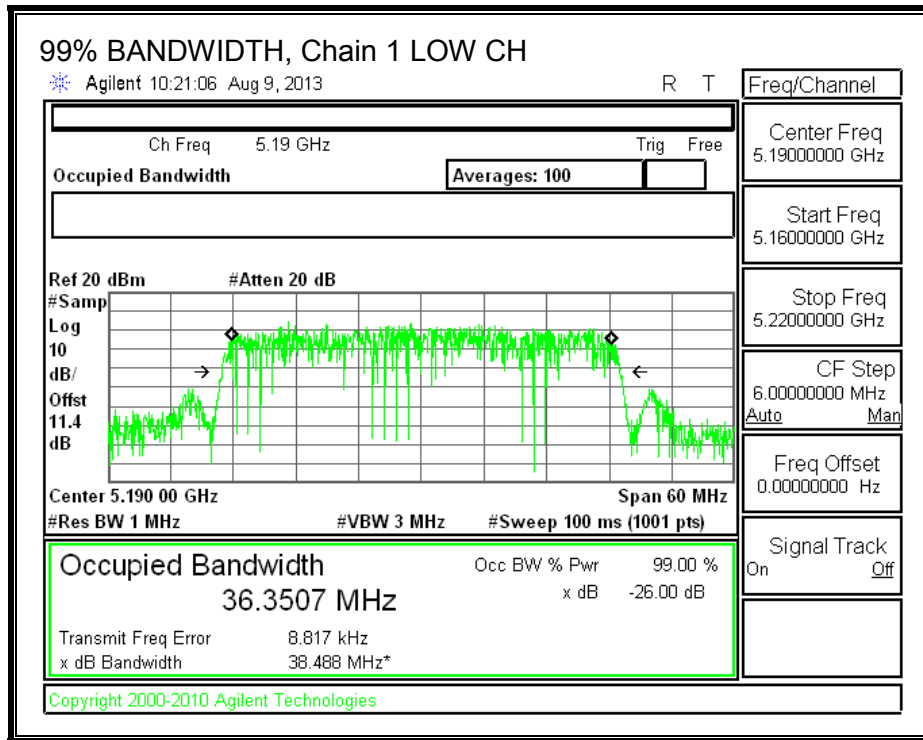 99% BANDWIDTH, Chain 1 LOW CH
Agilent 10:21:06 Aug 9, 2013 R T
Freq/Channel
Ch Freq 5.19 GHz Trig Free
Occupied Bandwidth Averages: 100
Center Freq
5.19000000 GHz
Start Freq
5.16000000 GHz
Stop Freq
5.22000000 GHz
CF Step
6.00000000 MHz
Auto Man
Freq Offset
0.00000000 Hz
Signal Track
On Off
Ref 20 dBm #Atten 20 dB
#Samp
Log
10
dB/
Offst
11.4
dB
Center 5.190 00 GHz Span 60 MHz
#Res BW 1 MHz #VBW 3 MHz #Sweep 100 ms (1001 pts)
Occupied Bandwidth Occ BW % Pwr 99.00 %
36.3507 MHz x dB -26.00 dB
Transmit Freq Error 8.817 kHz
x dB Bandwidth 38.488 MHz*
Copyright 2000-2010 Agilent Technologies